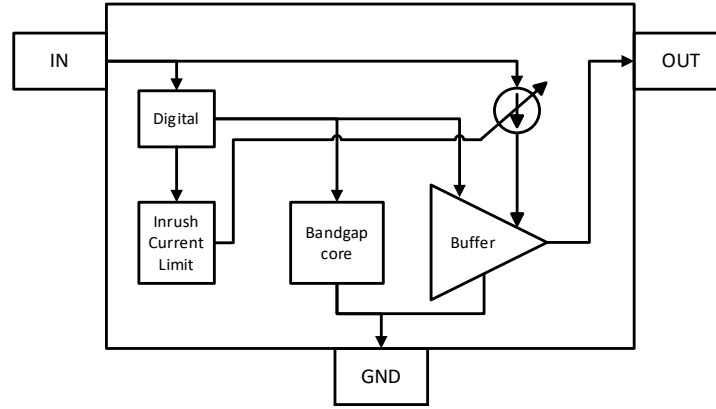 IN
OUT
Digital
Inrush
Current
Limit
Bandgap
core
Buffer
GND